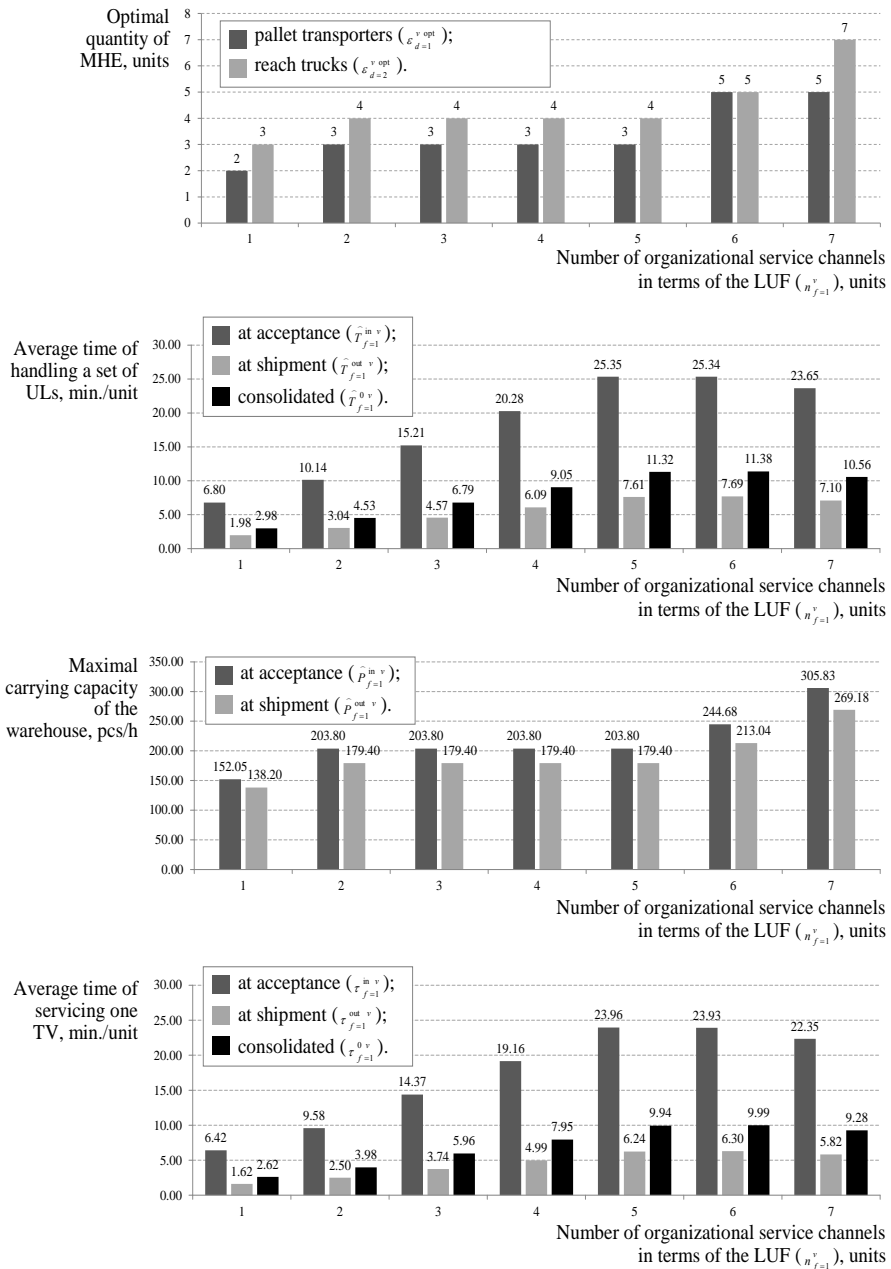 Optimal
quantity of
MHE, units
8
7
6
5
4
3
2
1
0
pallet transporters (ε^{v opt}_{d=1});
reach trucks (ε^{v opt}_{d=2}).
2 3 3 4 3 4 3 4 3 4 5 5 5 7
1 2 3 4 5 6 7
Number of organizational service channels
in terms of the LUF (n^{v}_{f=1}), units
Average time of
handling a set of
ULs, min./unit
30.00
25.00
20.00
15.00
10.00
5.00
0.00
at acceptance (T̂^{in v}_{f=1});
at shipment (T̂^{out v}_{f=1});
consolidated (T̂^{0 v}_{f=1}).
6.80 1.98 2.98 10.14 3.04 4.53 15.21 4.57 6.79 20.28 6.09 9.05 25.35 7.61 11.32 25.34 7.69 11.38 23.65 7.10 10.56
1 2 3 4 5 6 7
Number of organizational service channels
in terms of the LUF (n^{v}_{f=1}), units
Maximal
carrying capacity
of the
warehouse, pcs/h
350.00
300.00
250.00
200.00
150.00
100.00
50.00
0.00
at acceptance (P̂^{in v}_{f=1});
at shipment (P̂^{out v}_{f=1}).
152.05 138.20 203.80 179.40 203.80 179.40 203.80 179.40 203.80 179.40 244.68 213.04 305.83 269.18
1 2 3 4 5 6 7
Number of organizational service channels
in terms of the LUF (n^{v}_{f=1}), units
Average time of
servicing one
TV, min./unit
30.00
25.00
20.00
15.00
10.00
5.00
0.00
at acceptance (τ^{in v}_{f=1});
at shipment (τ^{out v}_{f=1});
consolidated (τ^{0 v}_{f=1}).
6.42 1.62 2.62 9.58 2.50 3.98 14.37 3.74 5.96 19.16 4.99 7.95 23.96 6.24 9.94 23.93 6.30 9.99 22.35 5.82 9.28
1 2 3 4 5 6 7
Number of organizational service channels
in terms of the LUF (n^{v}_{f=1}), units